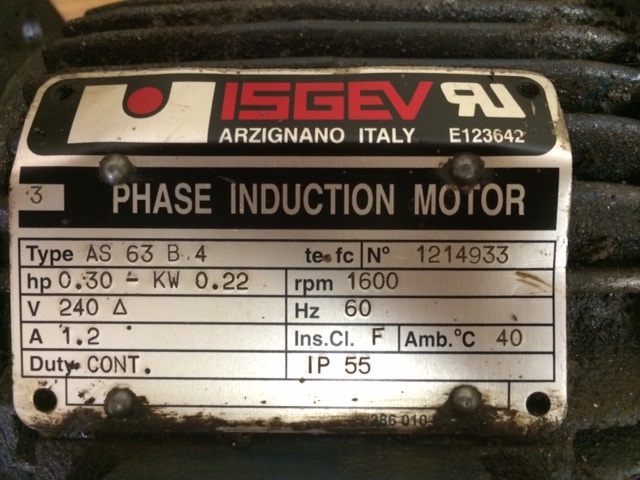 ISGEV
ARZIGNANO ITALY E123642
3 PHASE INDUCTION MOTOR
Type AS 63 B.4 te.fc N° 1214933
hp 0.30 - KW 0.22 rpm 1600
V 240 Δ Hz 60
A 1.2 Ins.Cl. F Amb.°C 40
Duty CONT. IP 55